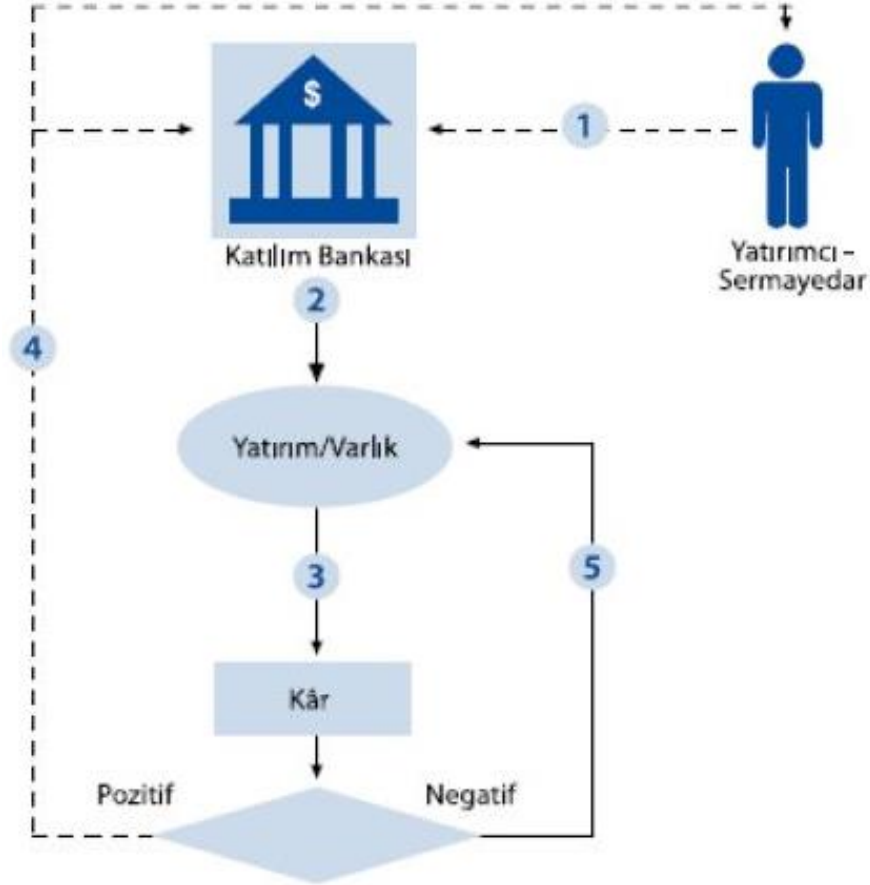 $
1
Katılım Bankası
Yatırımcı –
Sermayedar
2
4
Yatırım/Varlık
3
5
Kâr
Pozitif
Negatif